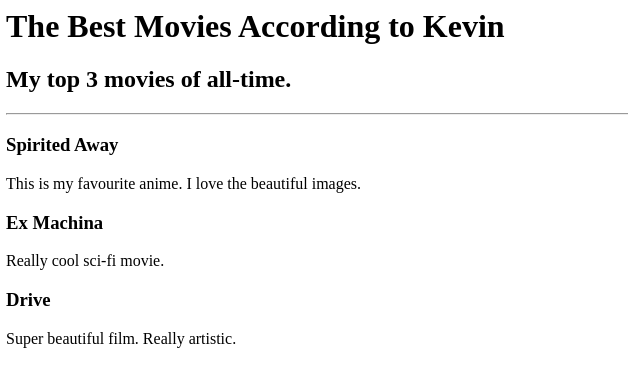 The Best Movies According to Kevin
My top 3 movies of all-time.
Spirited Away
This is my favourite anime. I love the beautiful images.
Ex Machina
Really cool sci-fi movie.
Drive
Super beautiful film. Really artistic.